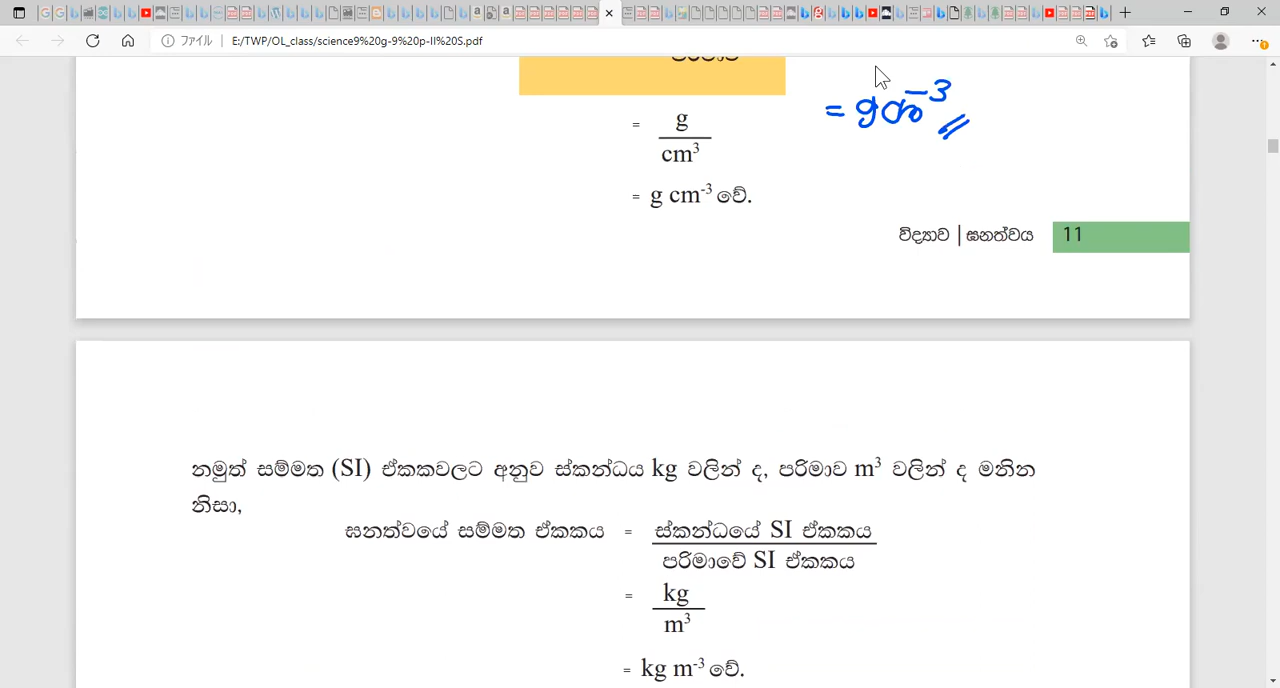 ファイル E:/TWP/OL_class/science9%20g-9%20p-II%20S.pdf
පරිමාව
= g cm⁻³
= g
cm³
= g cm⁻³ වේ.
විද්‍යාව | ඝනත්වය 11
නමුත් සම්මත (SI) ඒකකවලට අනුව ස්කන්ධය kg වලින් ද, පරිමාව m³ වලින් ද මනින
නිසා,
ඝනත්වයේ සම්මත ඒකකය = ස්කන්ධයේ SI ඒකකය
පරිමාවේ SI ඒකකය
= kg
m³
= kg m⁻³ වේ.